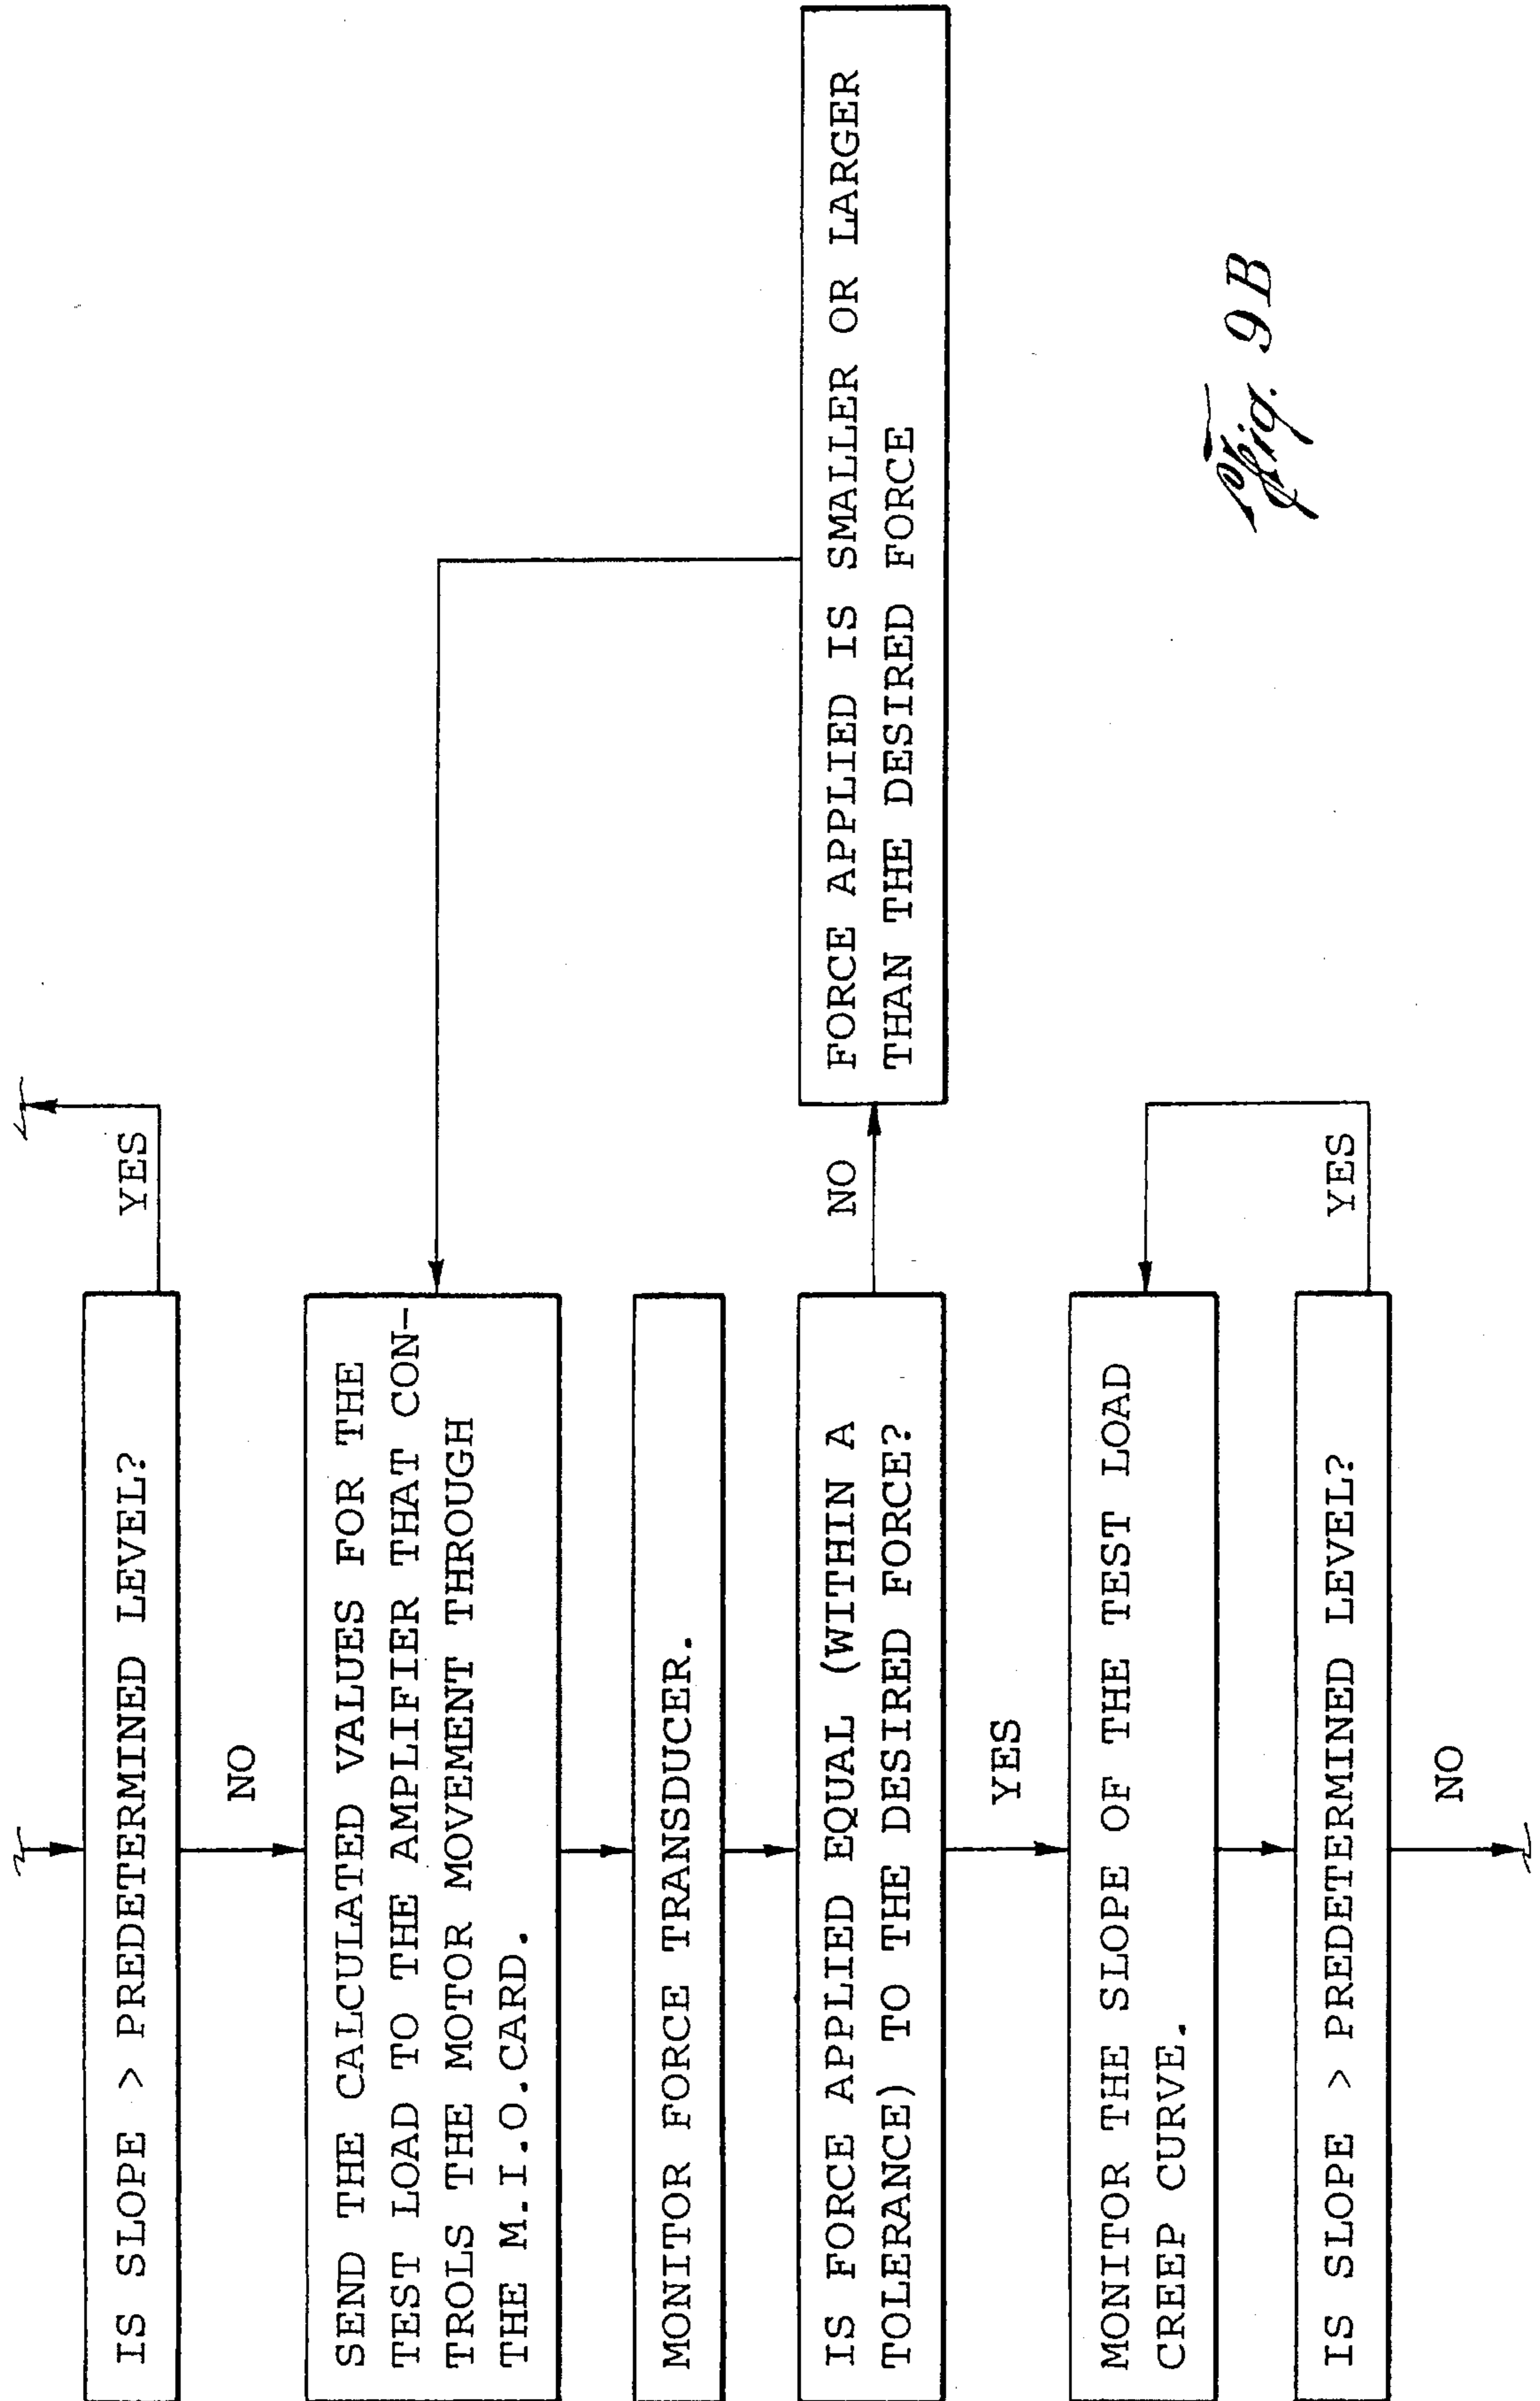 IS SLOPE > PREDETERMINED LEVEL?
YES
NO
SEND THE CALCULATED VALUES FOR THE
TEST LOAD TO THE AMPLIFIER THAT CON-
TROLS THE MOTOR MOVEMENT THROUGH
THE M.I.O.CARD.
MONITOR FORCE TRANSDUCER.
IS FORCE APPLIED EQUAL (WITHIN A
TOLERANCE) TO THE DESIRED FORCE?
NO
FORCE APPLIED IS SMALLER OR LARGER
THAN THE DESIRED FORCE
YES
MONITOR THE SLOPE OF THE TEST LOAD
CREEP CURVE.
IS SLOPE > PREDETERMINED LEVEL?
YES
NO
Fig. 9B